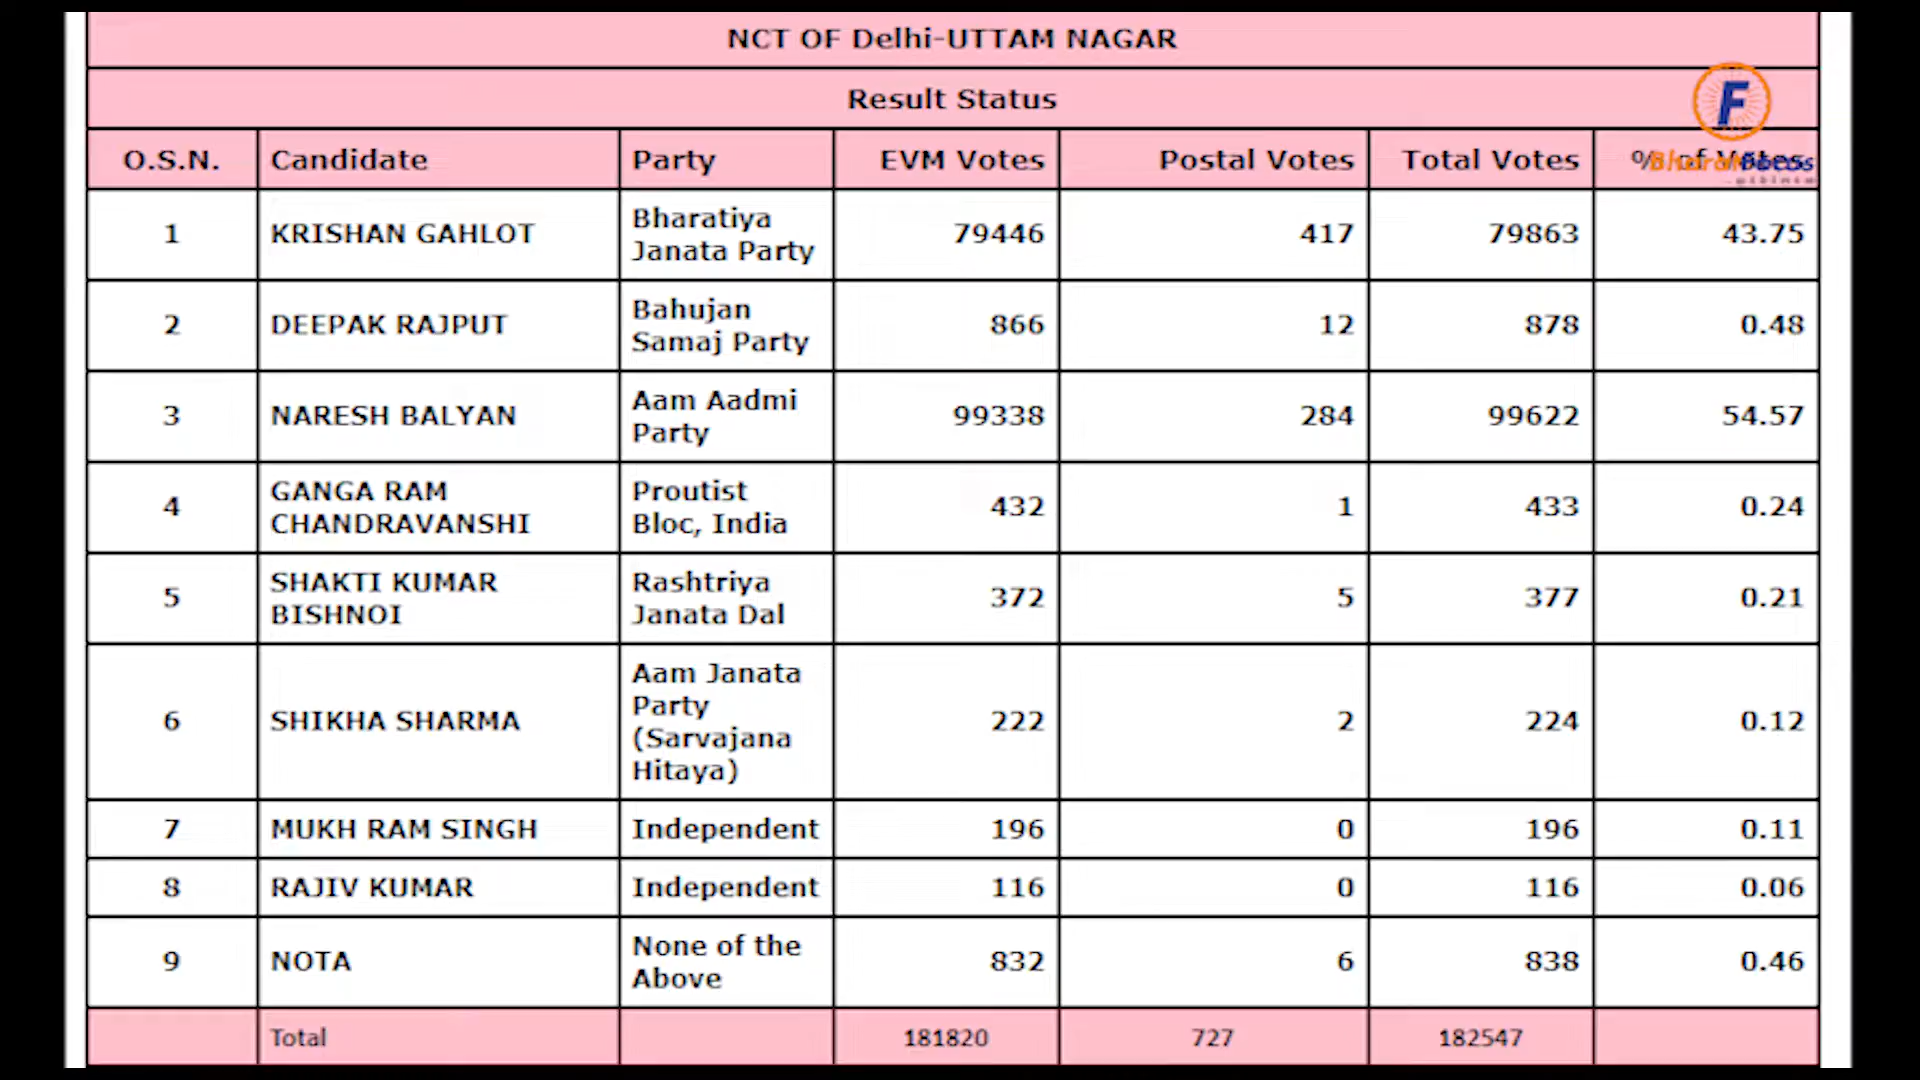 NCT OF Delhi-UTTAM NAGAR
Result Status
F
O.S.N. Candidate Party EVM Votes Postal Votes Total Votes % of Votes
1 KRISHAN GAHLOT Bharatiya Janata Party 79446 417 79863 43.75
2 DEEPAK RAJPUT Bahujan Samaj Party 866 12 878 0.48
3 NARESH BALYAN Aam Aadmi Party 99338 284 99622 54.57
4 GANGA RAM CHANDRAVANSHI Proutist Bloc, India 432 1 433 0.24
5 SHAKTI KUMAR BISHNOI Rashtriya Janata Dal 372 5 377 0.21
6 SHIKHA SHARMA Aam Janata Party (Sarvajana Hitaya) 222 2 224 0.12
7 MUKH RAM SINGH Independent 196 0 196 0.11
8 RAJIV KUMAR Independent 116 0 116 0.06
9 NOTA None of the Above 832 6 838 0.46
Total 181820 727 182547